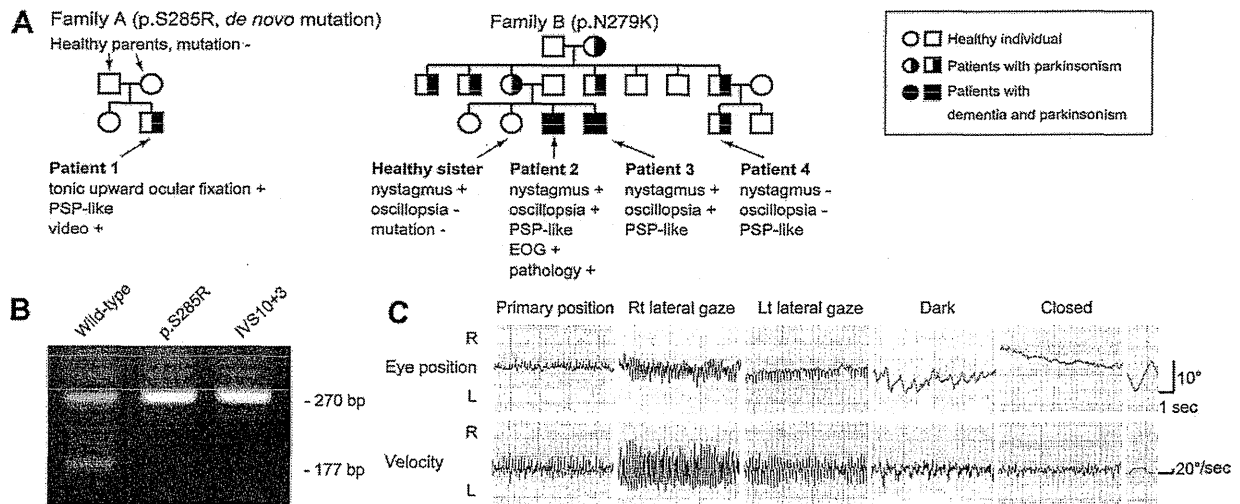 A
Family A (p.S285R, de novo mutation)
Healthy parents, mutation -
Patient 1
tonic upward ocular fixation +
PSP-like
video +
Family B (p.N279K)
Healthy sister
nystagmus +
oscillopsia -
mutation -
Patient 2
nystagmus +
oscillopsia +
PSP-like
EOG +
pathology +
Patient 3
nystagmus +
oscillopsia +
PSP-like
Patient 4
nystagmus -
oscillopsia -
PSP-like
Healthy individual
Patients with parkinsonism
Patients with
dementia and parkinsonism
B
Wild-type
p.S285R
IVS10+3
- 270 bp
- 177 bp
C
Primary position
Rt lateral gaze
Lt lateral gaze
Dark
Closed
R
Eye position
L
10°
1 sec
R
Velocity
L
20°/sec